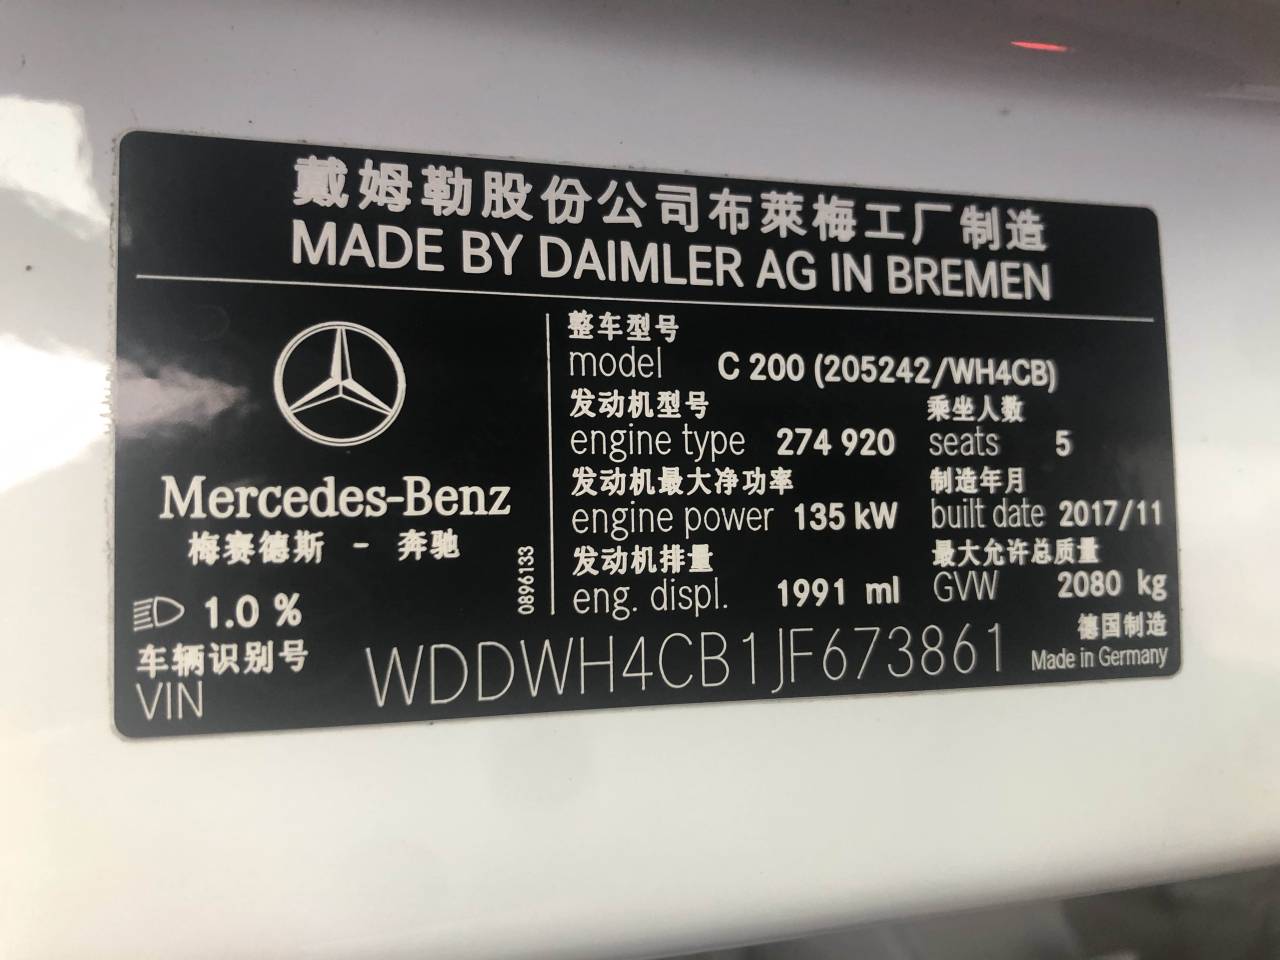 戴姆勒股份公司布莱梅工厂制造
MADE BY DAIMLER AG IN BREMEN
Mercedes-Benz
梅赛德斯 - 奔驰
0896133
整车型号
model C 200 (205242/WH4CB)
发动机型号 乘坐人数
engine type 274 920 seats 5
发动机最大净功率 制造年月
engine power 135 kW built date 2017/11
发动机排量 最大允许总质量
eng. displ. 1991 ml GVW 2080 kg
1.0 %
车辆识别号
VIN WDDWH4CB1JF673861
德国制造
Made in Germany